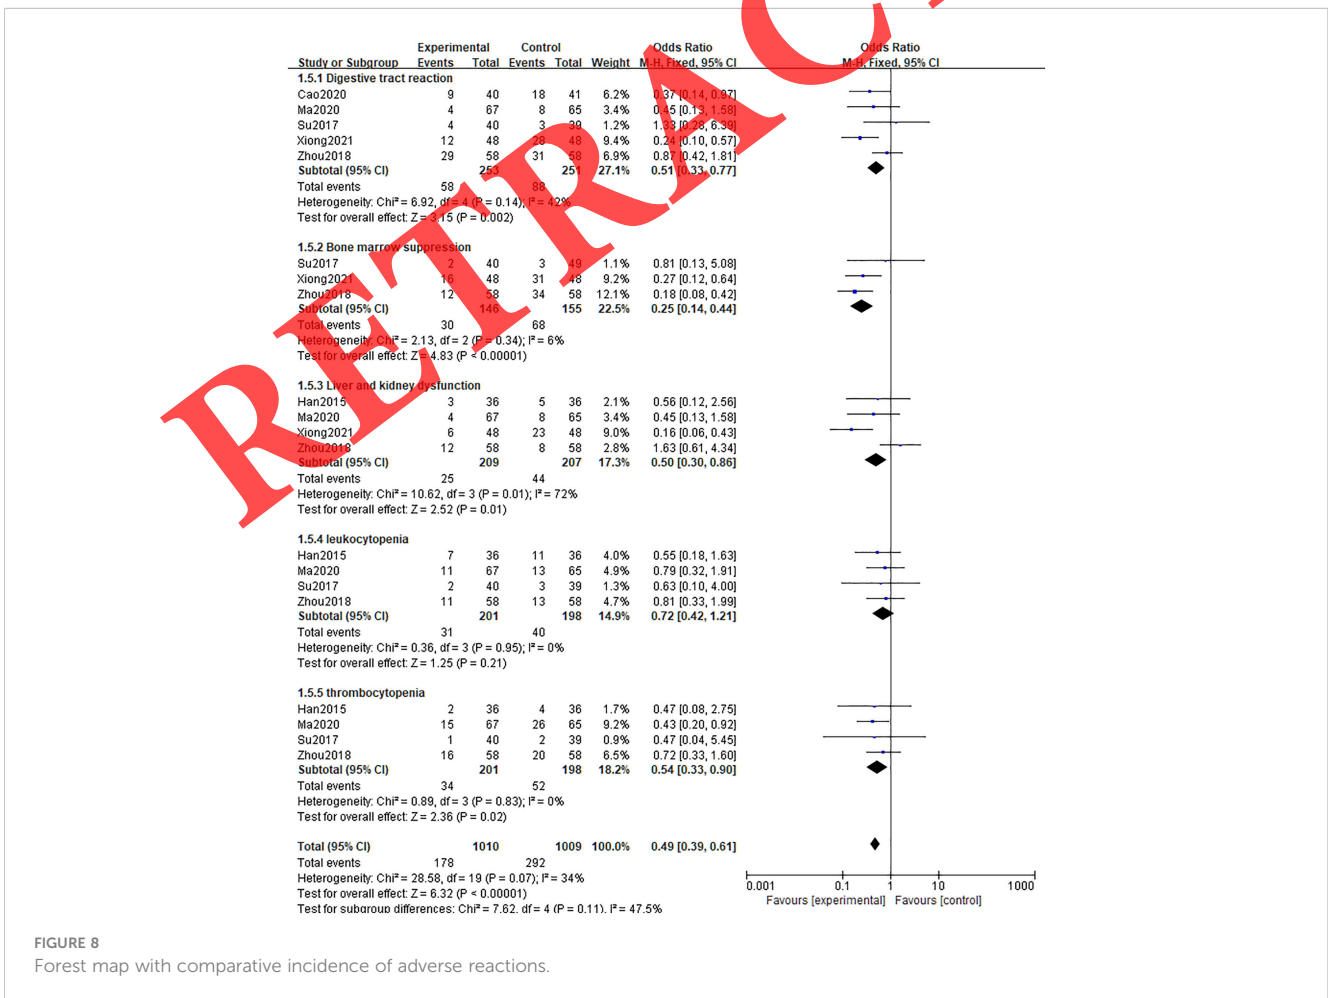 Experimental Control Odds Ratio Odds Ratio
Study or Subgroup Events Total Events Total Weight M-H, Fixed, 95% CI M-H, Fixed, 95% CI
1.5.1 Digestive tract reaction
Cao2020 9 40 18 41 6.2% 0.37 [0.14, 0.97]
Ma2020 4 67 8 65 3.4% 0.45 [0.13, 1.58]
Su2017 4 40 3 39 1.2% 1.33 [0.28, 6.39]
Xiong2021 12 48 28 48 9.4% 0.24 [0.10, 0.57]
Zhou2018 29 58 31 58 6.9% 0.87 [0.42, 1.81]
Subtotal (95% CI) 253 251 27.1% 0.51 [0.33, 0.77]
Total events 58 88
Heterogeneity: Chi² = 6.92, df = 4 (P = 0.14); I² = 42%
Test for overall effect: Z = 3.15 (P = 0.002)
1.5.2 Bone marrow suppression
Su2017 2 40 3 49 1.1% 0.81 [0.13, 5.08]
Xiong2021 16 48 31 48 9.2% 0.27 [0.12, 0.64]
Zhou2018 12 58 34 58 12.1% 0.18 [0.08, 0.42]
Subtotal (95% CI) 146 155 22.5% 0.25 [0.14, 0.44]
Total events 30 68
Heterogeneity: Chi² = 2.13, df = 2 (P = 0.34); I² = 6%
Test for overall effect: Z = 4.83 (P < 0.00001)
1.5.3 Liver and kidney dysfunction
Han2015 3 36 5 36 2.1% 0.56 [0.12, 2.56]
Ma2020 4 67 8 65 3.4% 0.45 [0.13, 1.58]
Xiong2021 6 48 23 48 9.0% 0.16 [0.06, 0.43]
Zhou2018 12 58 8 58 2.8% 1.63 [0.61, 4.34]
Subtotal (95% CI) 209 207 17.3% 0.50 [0.30, 0.86]
Total events 25 44
Heterogeneity: Chi² = 10.62, df = 3 (P = 0.01); I² = 72%
Test for overall effect: Z = 2.52 (P = 0.01)
1.5.4 leukocytopenia
Han2015 7 36 11 36 4.0% 0.55 [0.18, 1.63]
Ma2020 11 67 13 65 4.9% 0.79 [0.32, 1.91]
Su2017 2 40 3 39 1.3% 0.63 [0.10, 4.00]
Zhou2018 11 58 13 58 4.7% 0.81 [0.33, 1.99]
Subtotal (95% CI) 201 198 14.9% 0.72 [0.42, 1.21]
Total events 31 40
Heterogeneity: Chi² = 0.36, df = 3 (P = 0.95); I² = 0%
Test for overall effect: Z = 1.25 (P = 0.21)
1.5.5 thrombocytopenia
Han2015 2 36 4 36 1.7% 0.47 [0.08, 2.75]
Ma2020 15 67 26 65 9.2% 0.43 [0.20, 0.92]
Su2017 1 40 2 39 0.9% 0.47 [0.04, 5.45]
Zhou2018 16 58 20 58 6.5% 0.72 [0.33, 1.60]
Subtotal (95% CI) 201 198 18.2% 0.54 [0.33, 0.90]
Total events 34 52
Heterogeneity: Chi² = 0.89, df = 3 (P = 0.83); I² = 0%
Test for overall effect: Z = 2.36 (P = 0.02)
Total (95% CI) 1010 1009 100.0% 0.49 [0.39, 0.61]
Total events 178 292
Heterogeneity: Chi² = 28.58, df = 19 (P = 0.07); I² = 34%
Test for overall effect: Z = 6.32 (P < 0.00001)
Test for subgroup differences: Chi² = 7.62, df = 4 (P = 0.11), I² = 47.5%
0.001 0.1 1 10 1000
Favours [experimental] Favours [control]
RETRAC
FIGURE 8
Forest map with comparative incidence of adverse reactions.